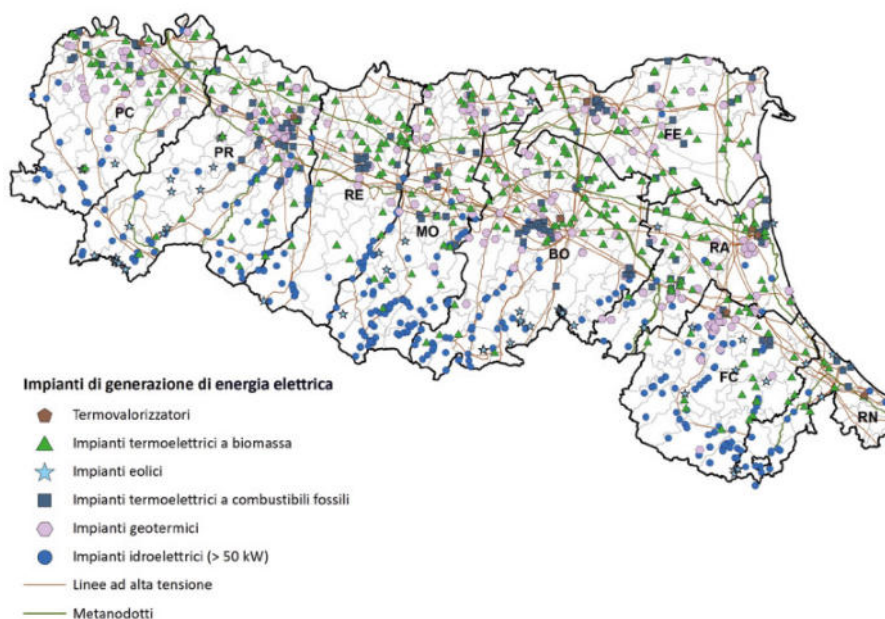 PC
PR
RE
MO
BO
FE
RA
FC
RN
Impianti di generazione di energia elettrica
Termovalorizzatori
Impianti termoelettrici a biomassa
Impianti eolici
Impianti termoelettrici a combustibili fossili
Impianti geotermici
Impianti idroelettrici (> 50 kW)
Linee ad alta tensione
Metanodotti